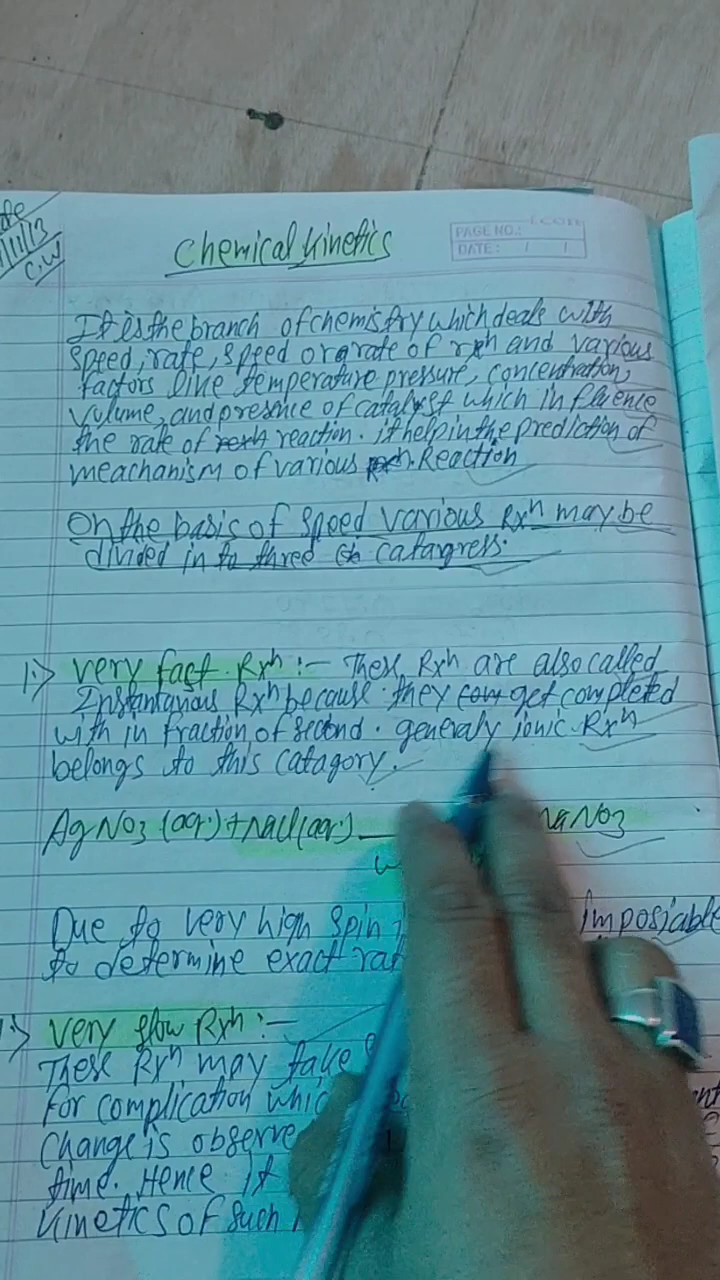 11/13
C.W
Chemical kinetics
PAGE NO.:
DATE: / /
It is the branch of chemistry which deals with
speed, rate, speed or rate of rxn and various
factors live temperature pressure, concentration,
volume, and presence of catalyst which influence
the rate of reaction. it help in the prediction of
meachanism of various Reaction
On the basis of speed various Rxn may be
divided in to three catagress.
1.) very fast Rxn :- These Rxn are also called
Instantanous Rxn because they get completed
with in fraction of second. generaly ionic Rxn
belongs to this catagory.
AgNO3 (aq.) + NaCl (aq.) NaNO3
Due to very high spin imposiable
to determine exact
very slow Rxn :-
These Rxn may take
For complication
Change is
time. Hence it
kinetics of such